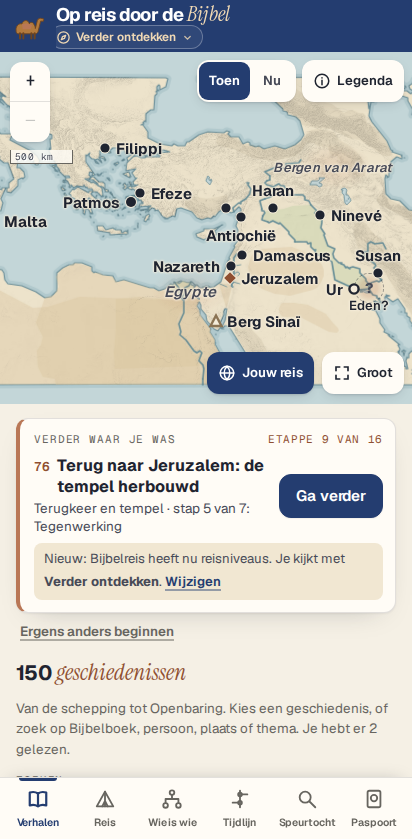 Op reis door de Bijbel
Verder ontdekken
+
−
Toen
Nu
Legenda
500 km
Filippi
Bergen van Ararat
Haran
Patmos
Efeze
Ninevé
Malta
Antiochië
Damascus
Susan
Nazareth
Jeruzalem
Egypte
Ur
?
Eden?
Berg Sinaï
Jouw reis
Groot
VERDER WAAR JE WAS
ETAPPE 9 VAN 16
76 Terug naar Jeruzalem: de
tempel herbouwd
Ga verder
Terugkeer en tempel · stap 5 van 7:
Tegenwerking
Nieuw: Bijbelreis heeft nu reisniveaus. Je kijkt met
Verder ontdekken. Wijzigen
Ergens anders beginnen
150 geschiedenissen
Van de schepping tot Openbaring. Kies een geschiedenis, of
zoek op Bijbelboek, persoon, plaats of thema. Je hebt er 2
gelezen.
Verhalen
Reis
Wie is wie
Tijdlijn
Speurtocht
Paspoort